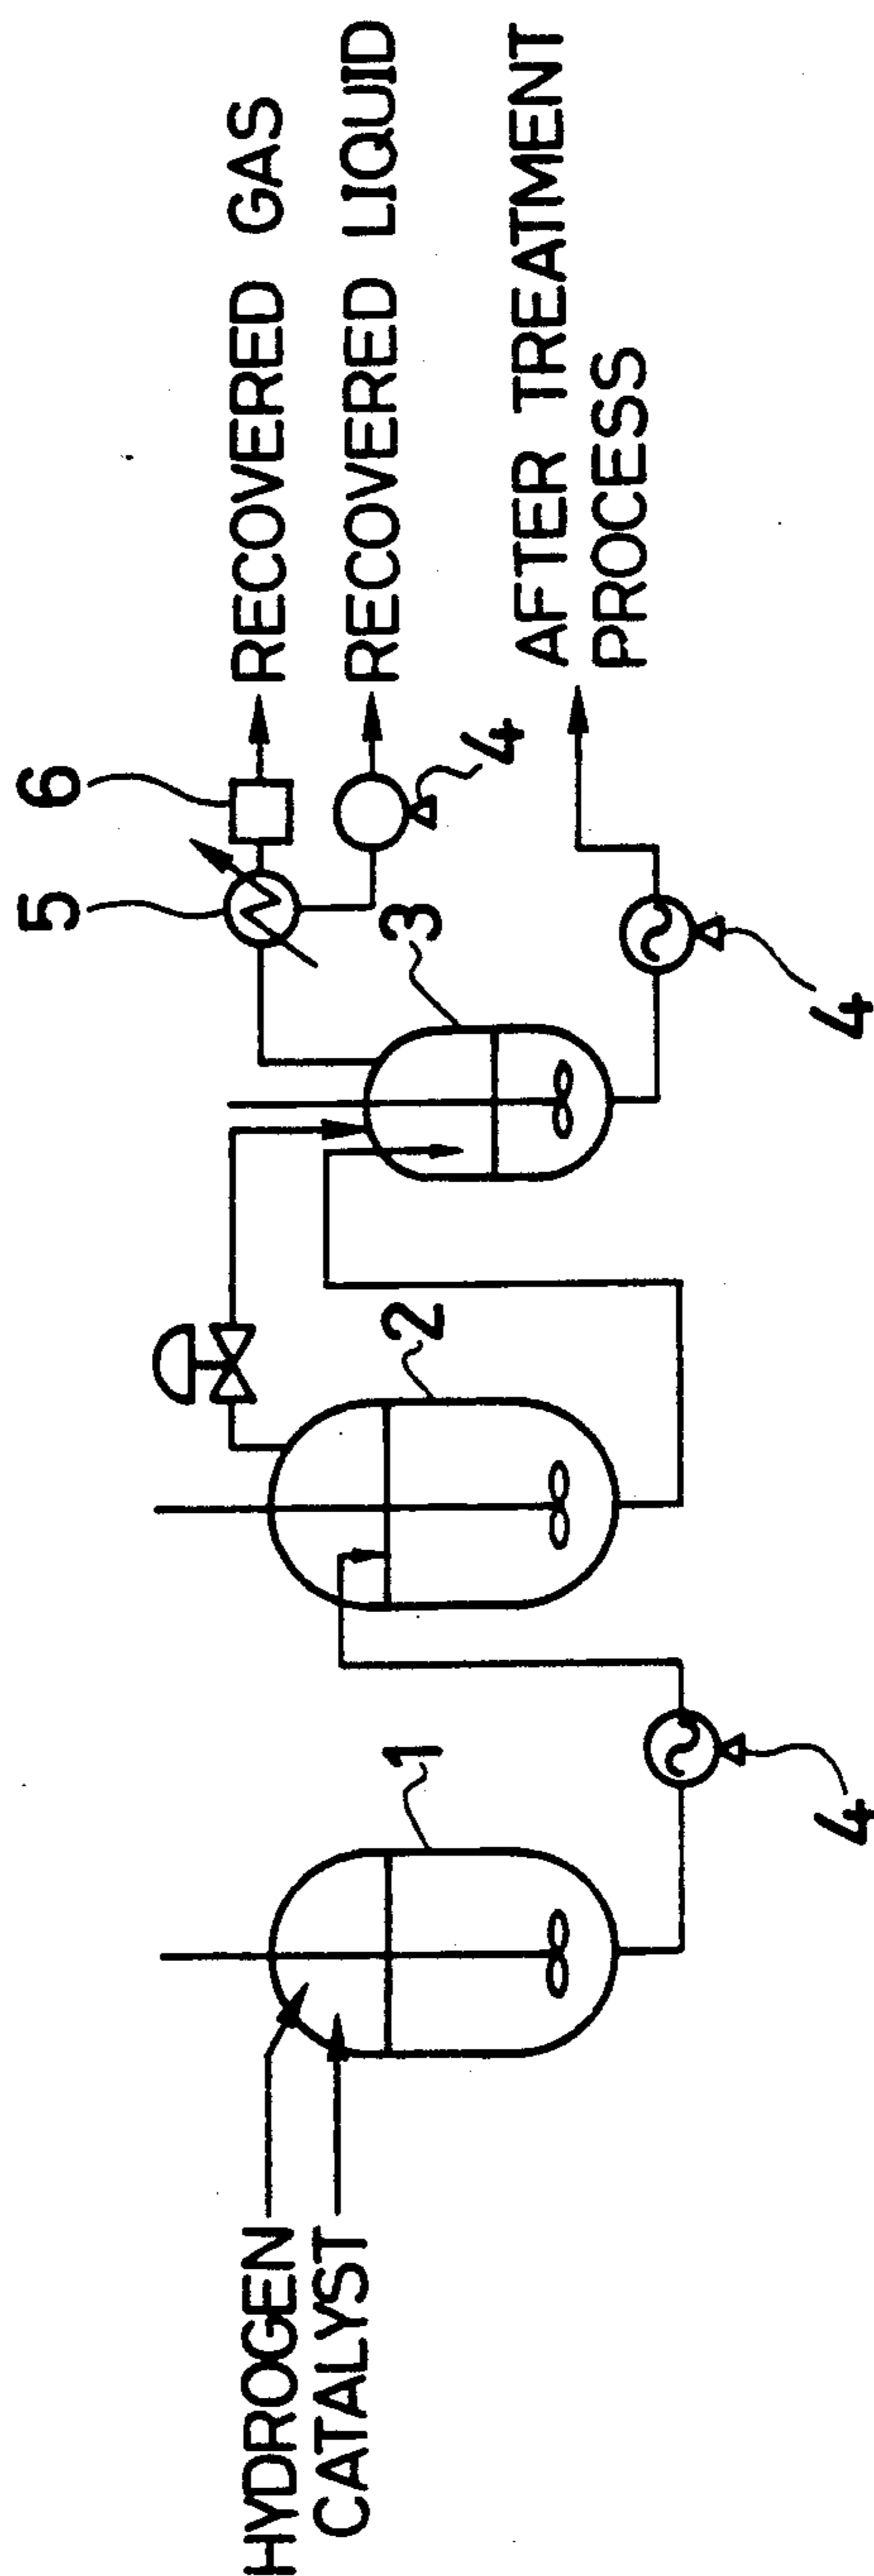 HYDROGEN
CATALYST
1
4
2
3
4
5
6
4
RECOVERED GAS
RECOVERED LIQUID
AFTER TREATMENT
PROCESS